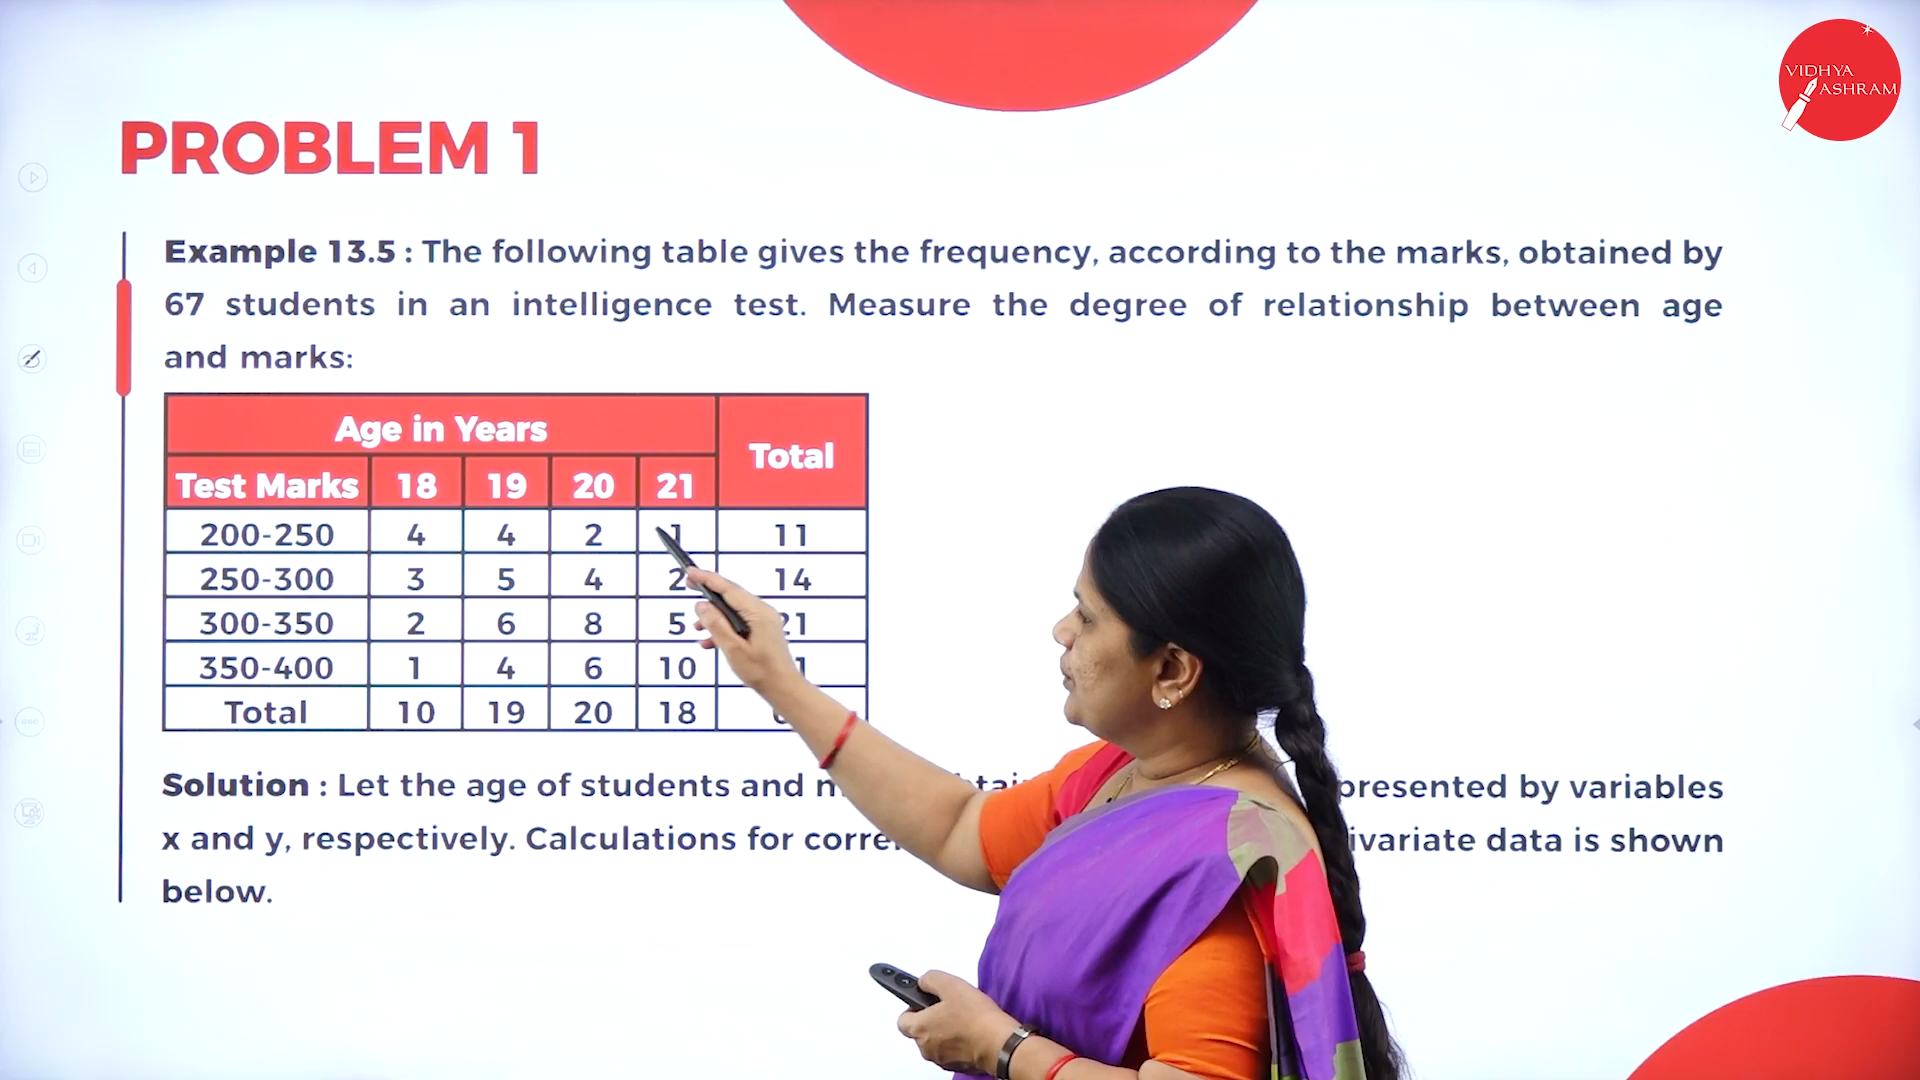 VIDHYA
ASHRAM
PROBLEM 1
Example 13.5 : The following table gives the frequency, according to the marks, obtained by
67 students in an intelligence test. Measure the degree of relationship between age
and marks:
Age in Years Total
Test Marks 18 19 20 21
200-250 4 4 2 1 11
250-300 3 5 4 2 14
300-350 2 6 8 5 21
350-400 1 4 6 10
Total 10 19 20 18
Solution : Let the age of students and by variables
x and y, respectively. Calculations for data is shown
below.